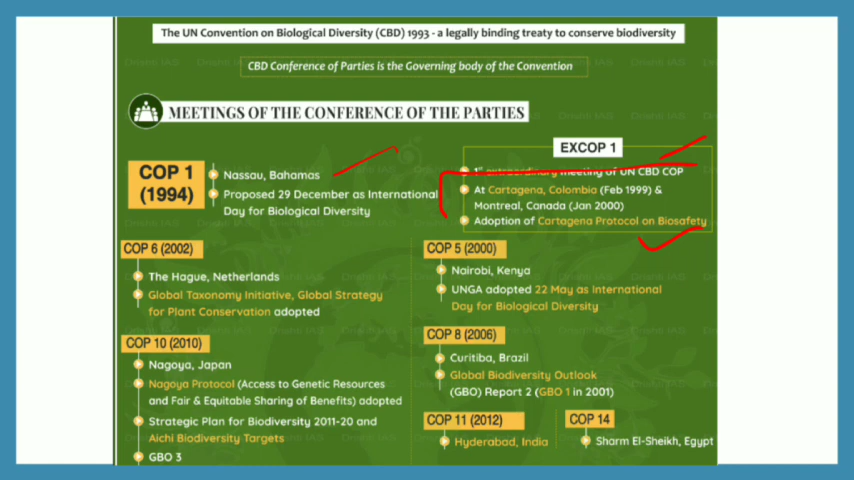 The UN Convention on Biological Diversity (CBD) 1993 - a legally binding treaty to conserve biodiversity
CBD Conference of Parties is the Governing body of the Convention
MEETINGS OF THE CONFERENCE OF THE PARTIES
COP 1
(1994)
Nassau, Bahamas
Proposed 29 December as International
Day for Biological Diversity
EXCOP 1
1st extraordinary meeting of UN CBD COP
At Cartagena, Colombia (Feb 1999) &
Montreal, Canada (Jan 2000)
Adoption of Cartagena Protocol on Biosafety
COP 6 (2002)
The Hague, Netherlands
Global Taxonomy Initiative, Global Strategy
for Plant Conservation adopted
COP 5 (2000)
Nairobi, Kenya
UNGA adopted 22 May as International
Day for Biological Diversity
COP 10 (2010)
Nagoya, Japan
Nagoya Protocol (Access to Genetic Resources
and Fair & Equitable Sharing of Benefits) adopted
Strategic Plan for Biodiversity 2011-20 and
Aichi Biodiversity Targets
GBO 3
COP 8 (2006)
Curitiba, Brazil
Global Biodiversity Outlook
(GBO) Report 2 (GBO 1 in 2001)
COP 11 (2012)
Hyderabad, India
COP 14
Sharm El-Sheikh, Egypt